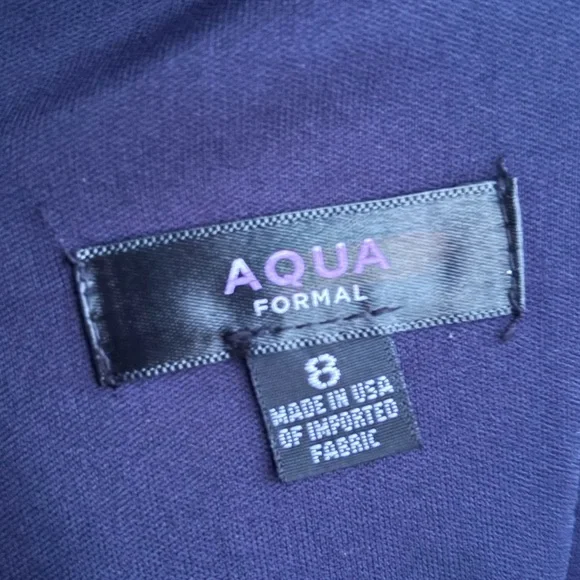 AQUA
FORMAL
8
MADE IN USA
OF IMPORTED
FABRIC